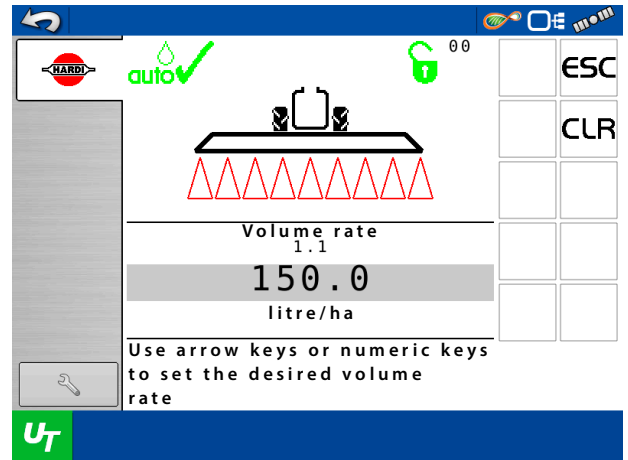 00
HARDI
auto
ESC
CLR
Volume rate
1.1
150.0
litre/ha
Use arrow keys or numeric keys
to set the desired volume
rate
UT